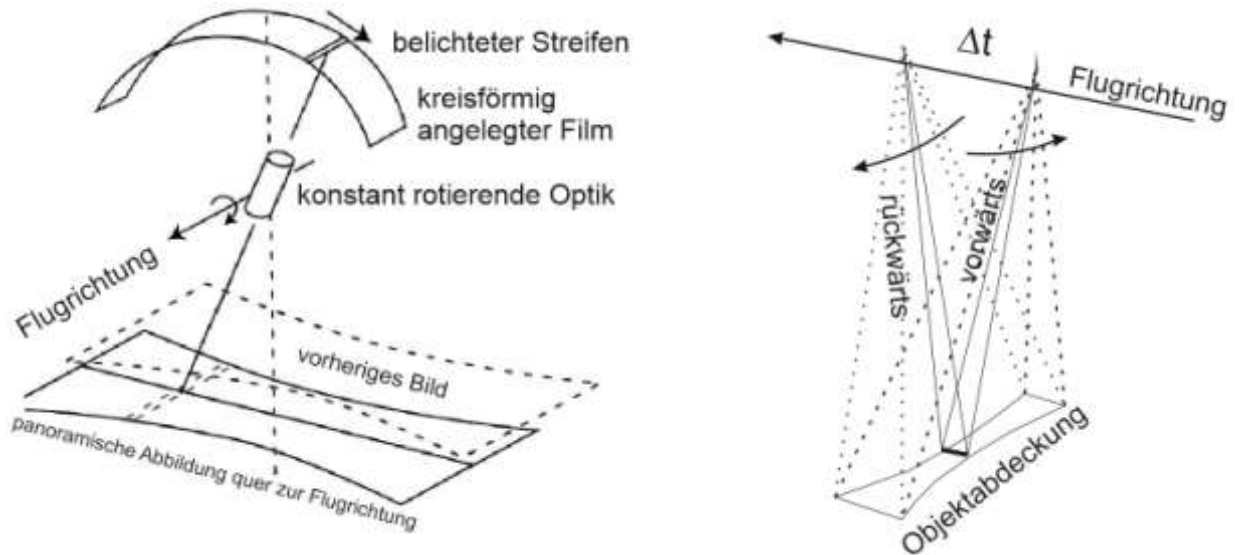 belichteter Streifen
kreisförmig
angelegter Film
konstant rotierende Optik
Flugrichtung
vorheriges Bild
panoramische Abbildung quer zur Flugrichtung
Δt
Flugrichtung
rückwärts
vorwärts
Objektabdeckung